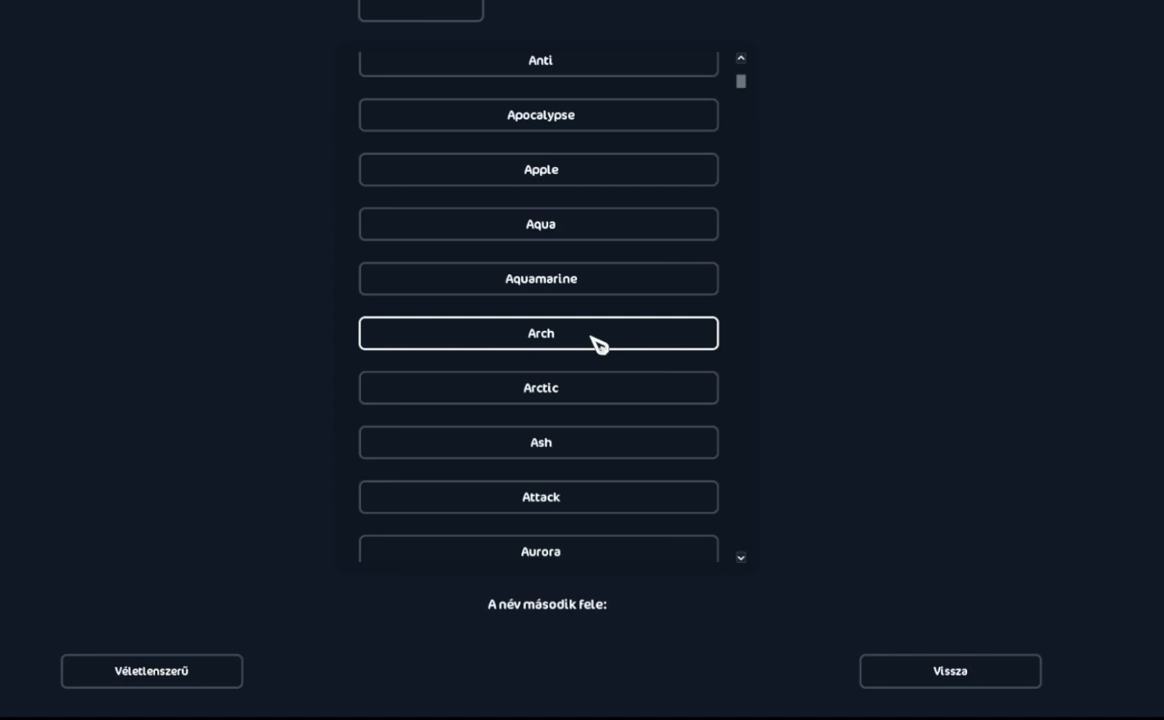 Anti
Apocalypse
Apple
Aqua
Aquamarine
Arch
Arctic
Ash
Attack
Aurora
A név második fele:
Véletlenszerű
Vissza